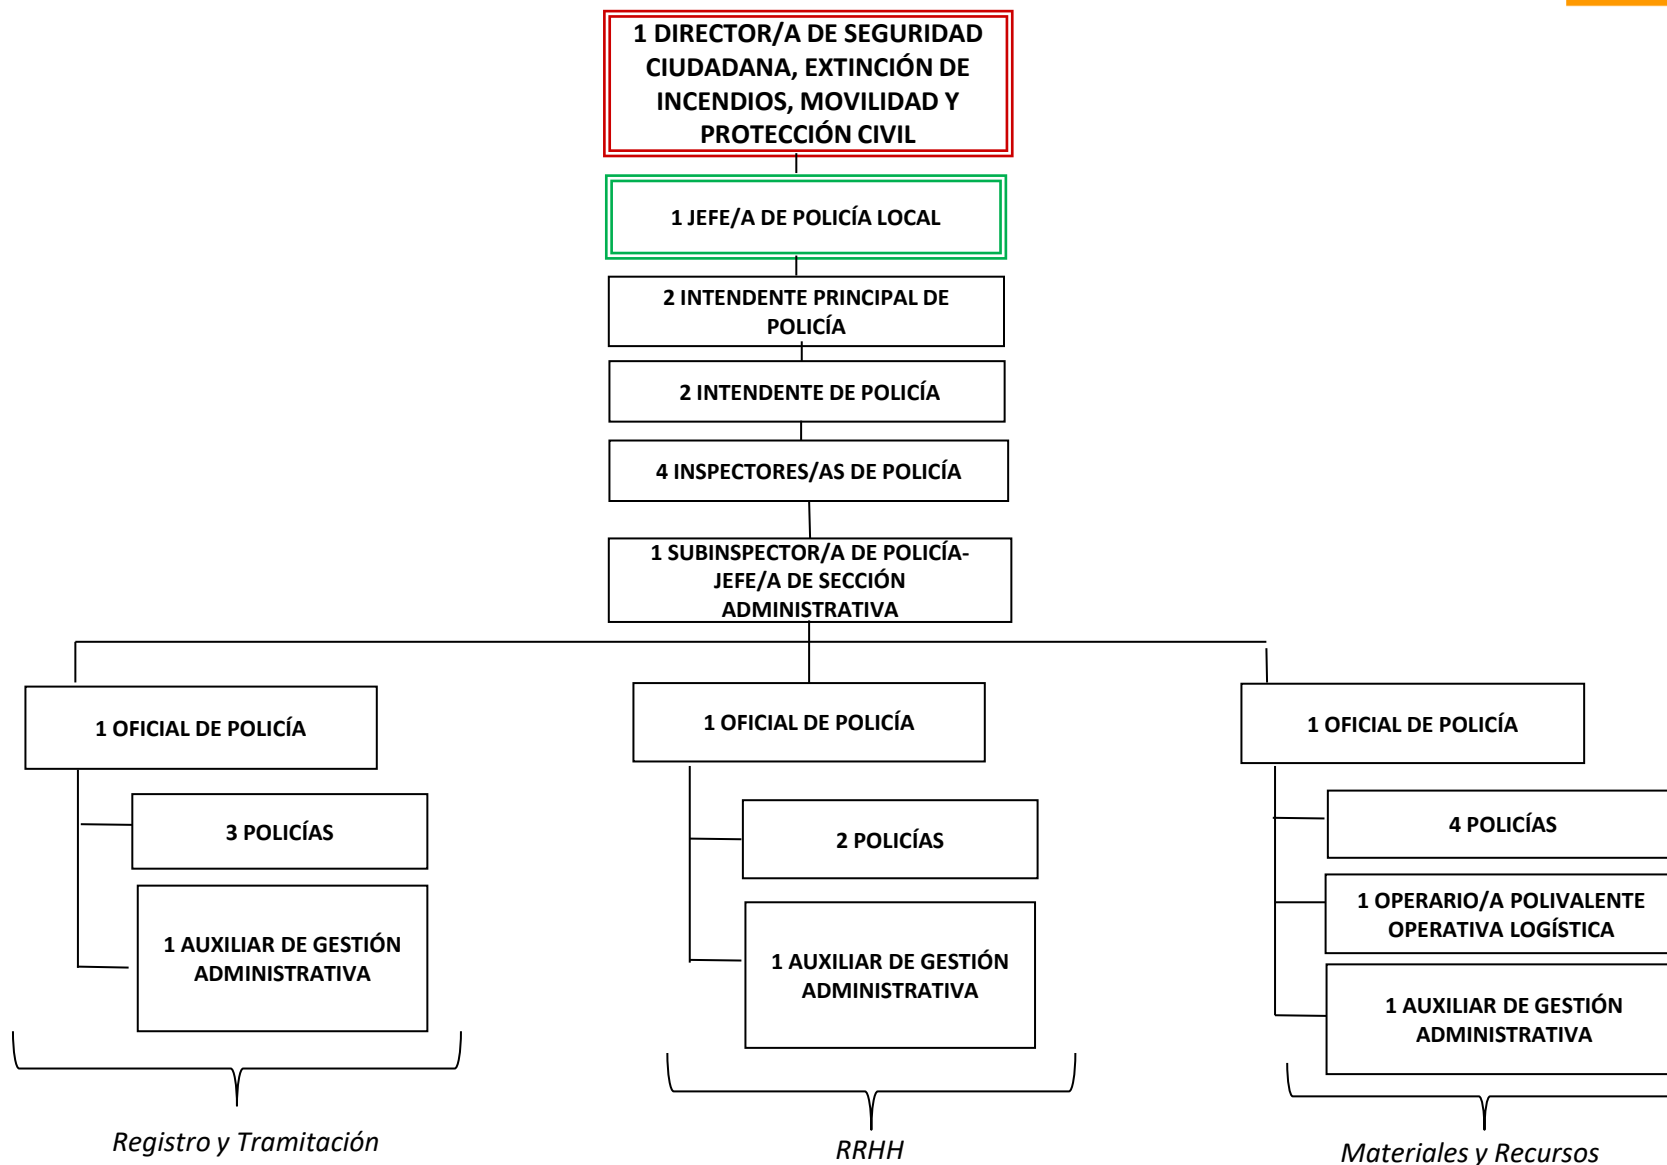 1 DIRECTOR/A DE SEGURIDAD
CIUDADANA, EXTINCIÓN DE
INCENDIOS, MOVILIDAD Y
PROTECCIÓN CIVIL
1 JEFE/A DE POLICÍA LOCAL
2 INTENDENTE PRINCIPAL DE
POLICÍA
2 INTENDENTE DE POLICÍA
4 INSPECTORES/AS DE POLICÍA
1 SUBINSPECTOR/A DE POLICÍA-
JEFE/A DE SECCIÓN
ADMINISTRATIVA
1 OFICIAL DE POLICÍA
3 POLICÍAS
1 AUXILIAR DE GESTIÓN
ADMINISTRATIVA
Registro y Tramitación
1 OFICIAL DE POLICÍA
2 POLICÍAS
1 AUXILIAR DE GESTIÓN
ADMINISTRATIVA
RRHH
1 OFICIAL DE POLICÍA
4 POLICÍAS
1 OPERARIO/A POLIVALENTE
OPERATIVA LOGÍSTICA
1 AUXILIAR DE GESTIÓN
ADMINISTRATIVA
Materiales y Recursos